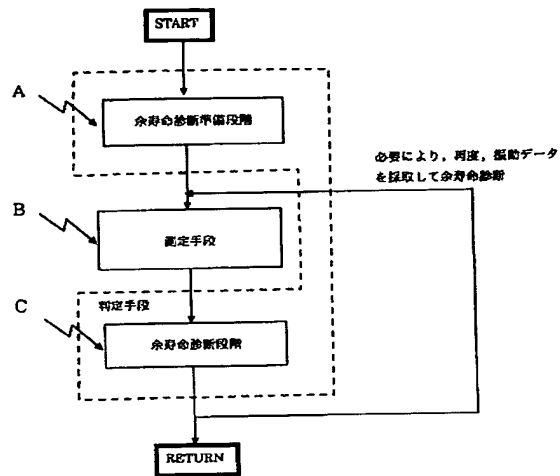 START
A
余寿命診断準備段階
必要により，再度，振動データ
を採取して余寿命診断
B
測定手段
判定手段
C
余寿命診断段階
RETURN